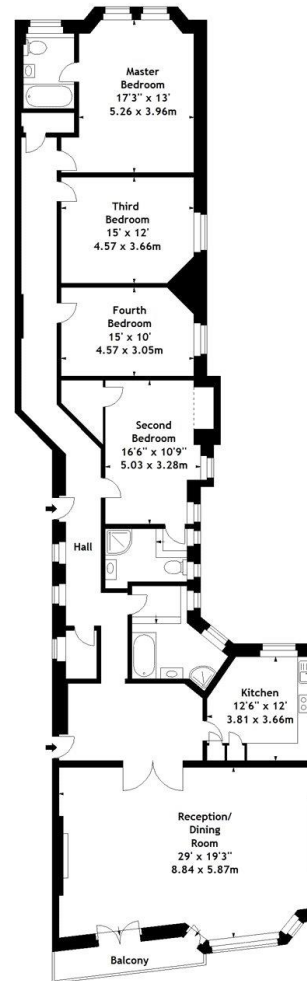 Master
Bedroom
17'3" x 13'
5.26 x 3.96m
Third
Bedroom
15' x 12'
4.57 x 3.66m
Fourth
Bedroom
15' x 10'
4.57 x 3.05m
Second
Bedroom
16'6" x 10'9"
5.03 x 3.28m
Hall
Kitchen
12'6" x 12'
3.81 x 3.66m
Reception/
Dining
Room
29' x 19'3"
8.84 x 5.87m
Balcony